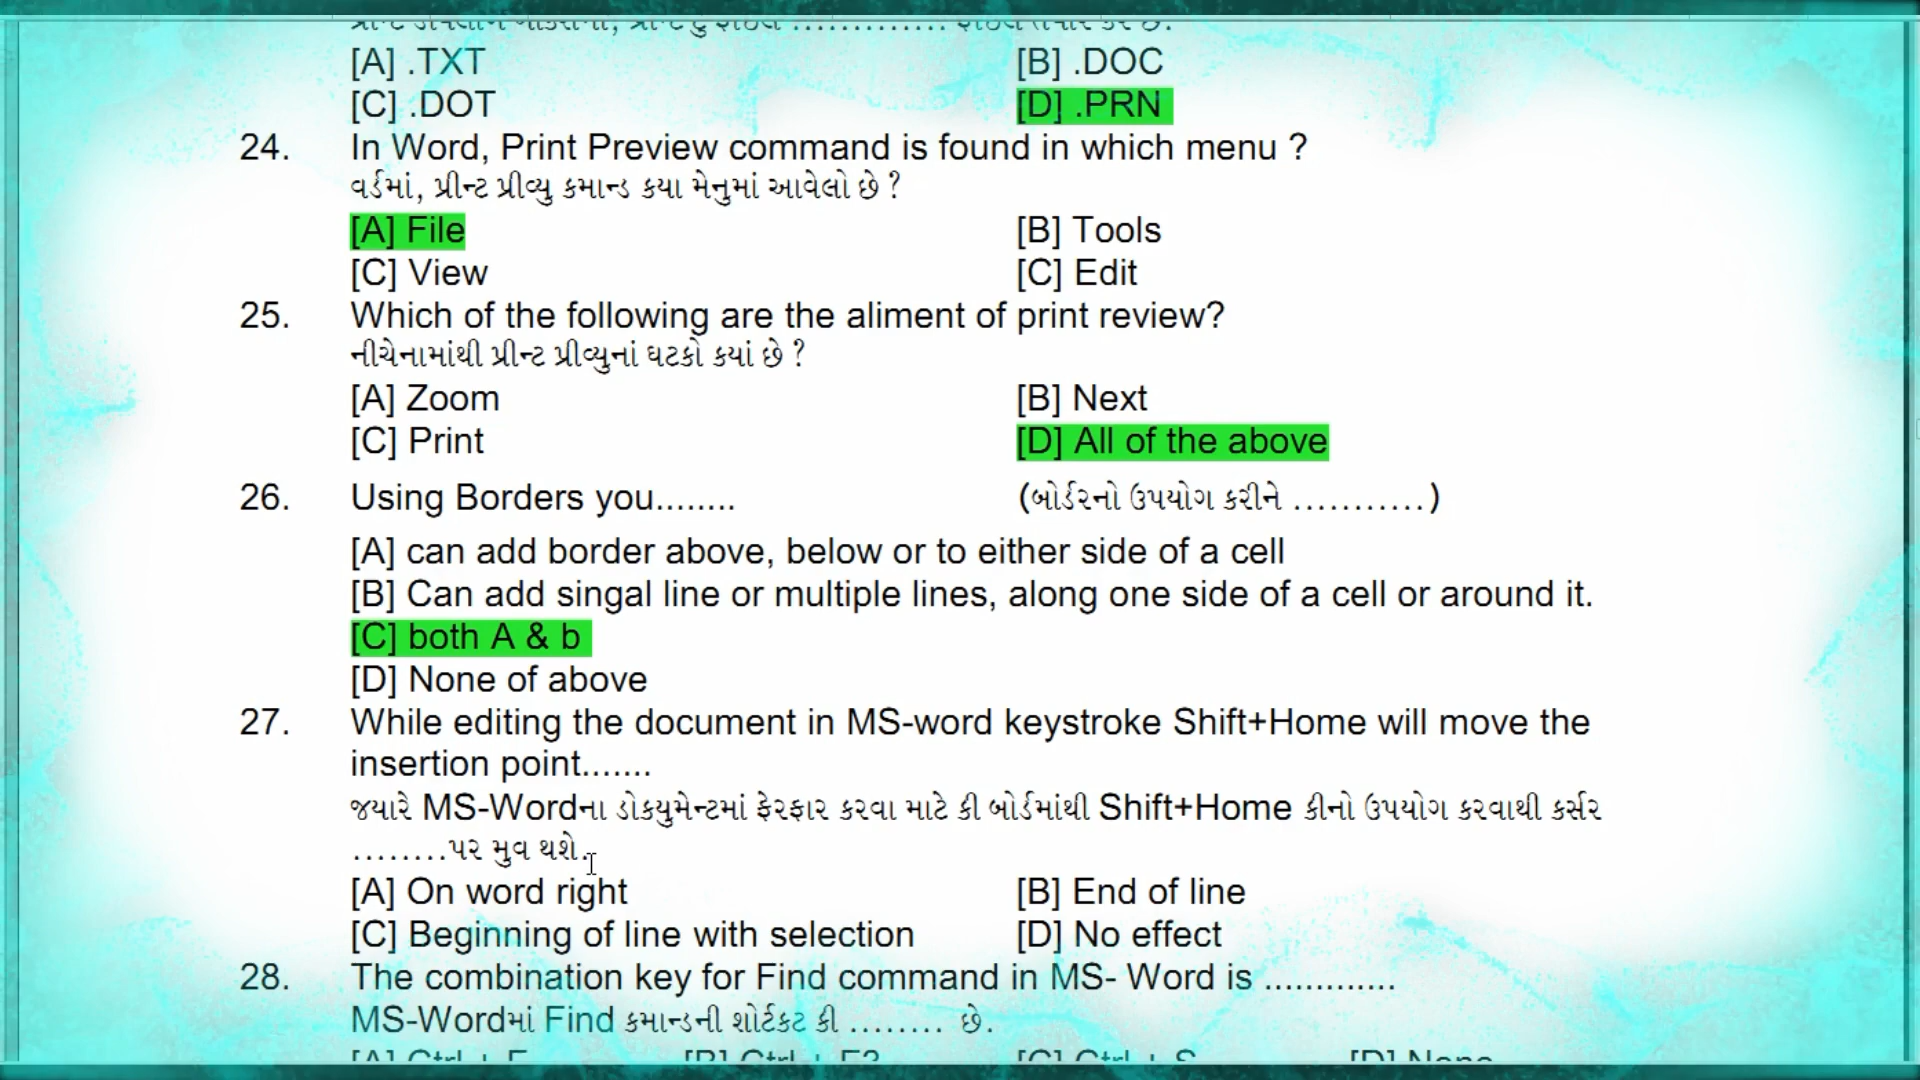 [A] .TXT [B] .DOC
[C] .DOT [D] .PRN
24. In Word, Print Preview command is found in which menu ?
વર્ડમાં, પ્રીન્ટ પ્રીવ્યુ કમાન્ડ કયા મેનુમાં આવેલો છે ?
[A] File [B] Tools
[C] View [C] Edit
25. Which of the following are the aliment of print review?
નીચેનામાંથી પ્રીન્ટ પ્રીવ્યુનાં ઘટકો કયાં છે ?
[A] Zoom [B] Next
[C] Print [D] All of the above
26. Using Borders you........ (બોર્ડરનો ઉપયોગ કરીને ...........)
[A] can add border above, below or to either side of a cell
[B] Can add singal line or multiple lines, along one side of a cell or around it.
[C] both A & b
[D] None of above
27. While editing the document in MS-word keystroke Shift+Home will move the
insertion point.......
જયારે MS-Wordના ડોકયુમેન્ટમાં ફેરફાર કરવા માટે કી બોર્ડમાંથી Shift+Home કીનો ઉપયોગ કરવાથી કર્સર
........પર મુવ થશે.
[A] On word right [B] End of line
[C] Beginning of line with selection [D] No effect
28. The combination key for Find command in MS- Word is .............
MS-Wordમાં Find કમાન્ડની શોર્ટકટ કી ........ છે.